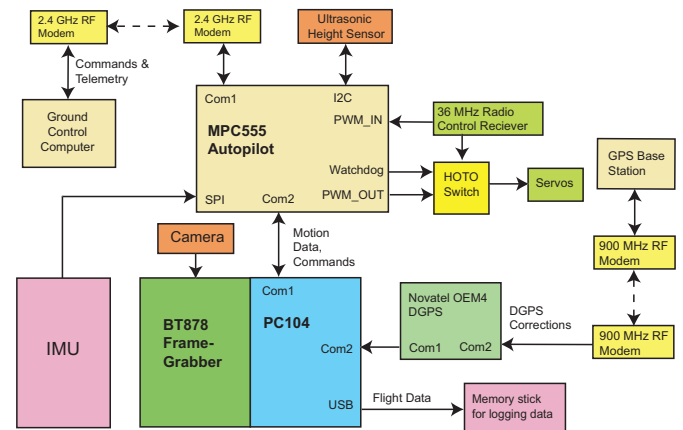 2.4 GHz RF
Modem
2.4 GHz RF
Modem
Ultrasonic
Height Sensor
Commands &
Telemetry
Ground
Control
Computer
Com1
I2C
PWM_IN
MPC555
Autopilot
Watchdog
PWM_OUT
SPI
Com2
36 MHz Radio
Control Reciever
HOTO
Switch
Servos
GPS Base
Station
900 MHz RF
Modem
900 MHz RF
Modem
Camera
Motion
Data,
Commands
IMU
BT878
Frame-
Grabber
Com1
PC104
Com2
USB
Novatel OEM4
DGPS
Com1
Com2
DGPS
Corrections
Flight Data
Memory stick
for logging data